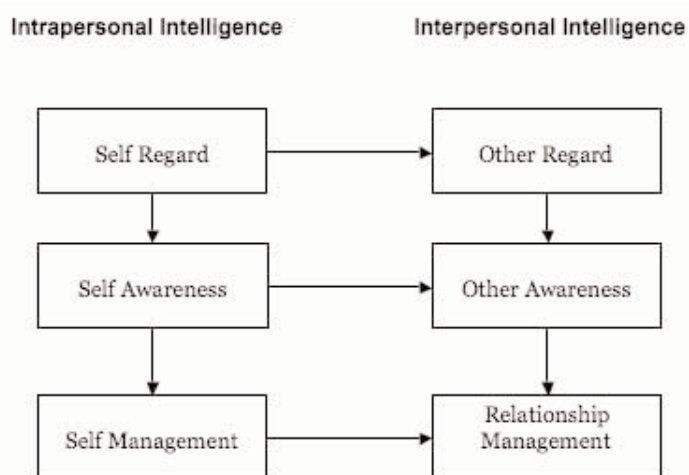 Intrapersonal Intelligence
Interpersonal Intelligence
Self Regard
Other Regard
Self Awareness
Other Awareness
Self Management
Relationship
Management